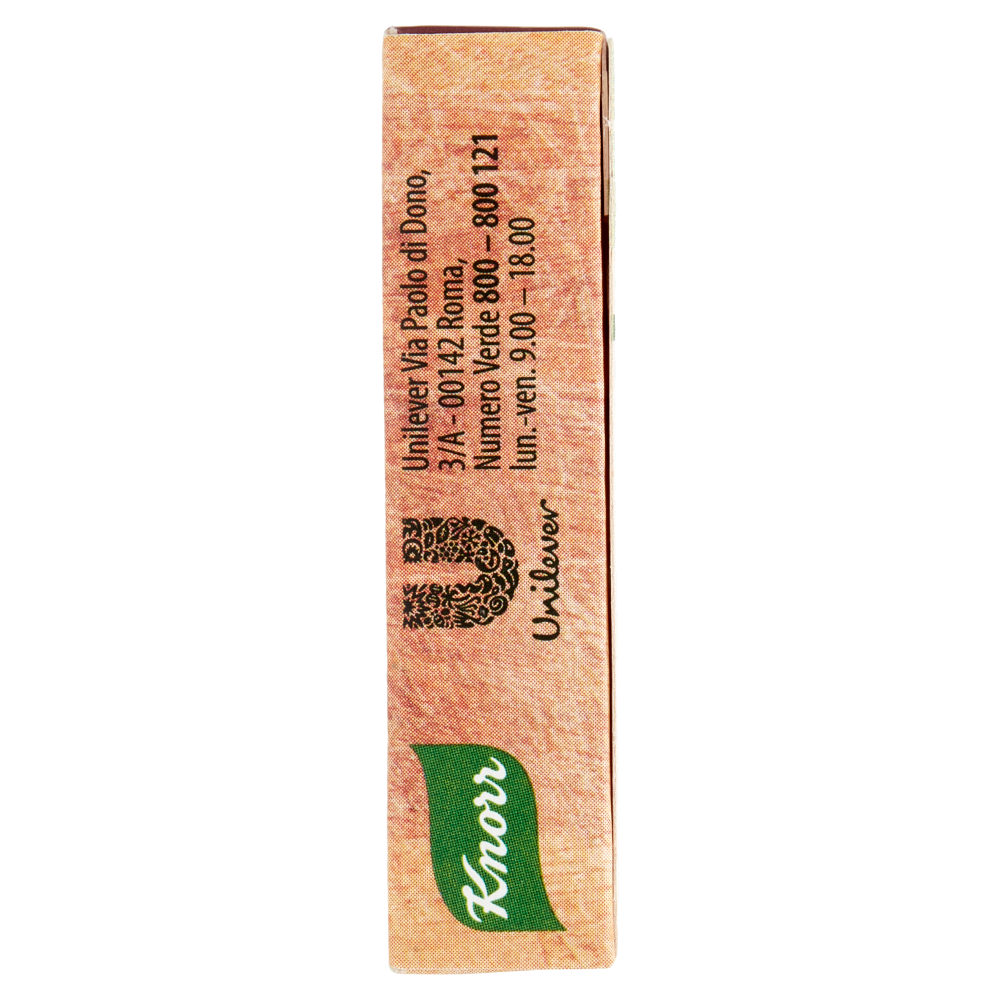 Knorr
Unilever
Unilever Via Paolo di Dono,
3/A - 00142 Roma,
Numero Verde 800 – 800 121
lun.-ven. 9.00 – 18.00